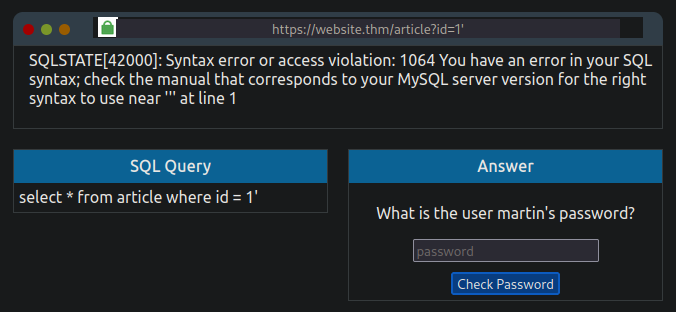 https://website.thm/article?id=1'
SQLSTATE[42000]: Syntax error or access violation: 1064 You have an error in your SQL
syntax; check the manual that corresponds to your MySQL server version for the right
syntax to use near ''' at line 1
SQL Query
select * from article where id = 1'
Answer
What is the user martin's password?
password
Check Password